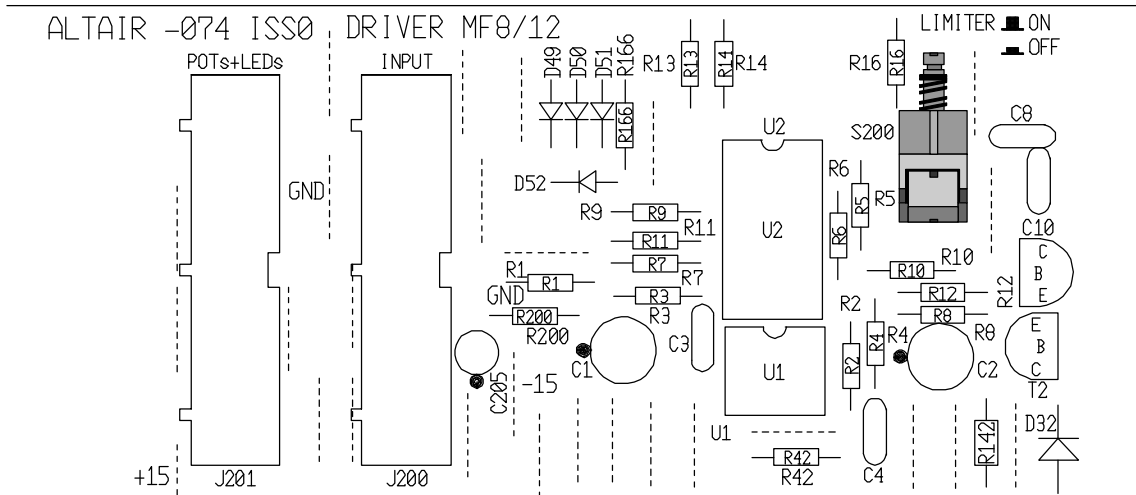 ALTAIR -074 ISS0 DRIVER MF8/12
LIMITER ON
OFF
POTs+LEDs
INPUT
D49
D50
D51
R166
R166
R13
R13
R14
R14
R16
R16
U2
S200
C8
GND
D52
R6
R5
R5
R9
R9
R11
R11
U2
R6
C10
R7
R7
R10
R10
C
B
E
R1
R1
GND
R3
R3
R12
R12
R200
R200
R2
R8
R8
C3
R4
R4
E
B
C
C1
U1
R2
C2
T2
C205
-15
U1
R142
D32
+15
J201
J200
R42
R42
C4